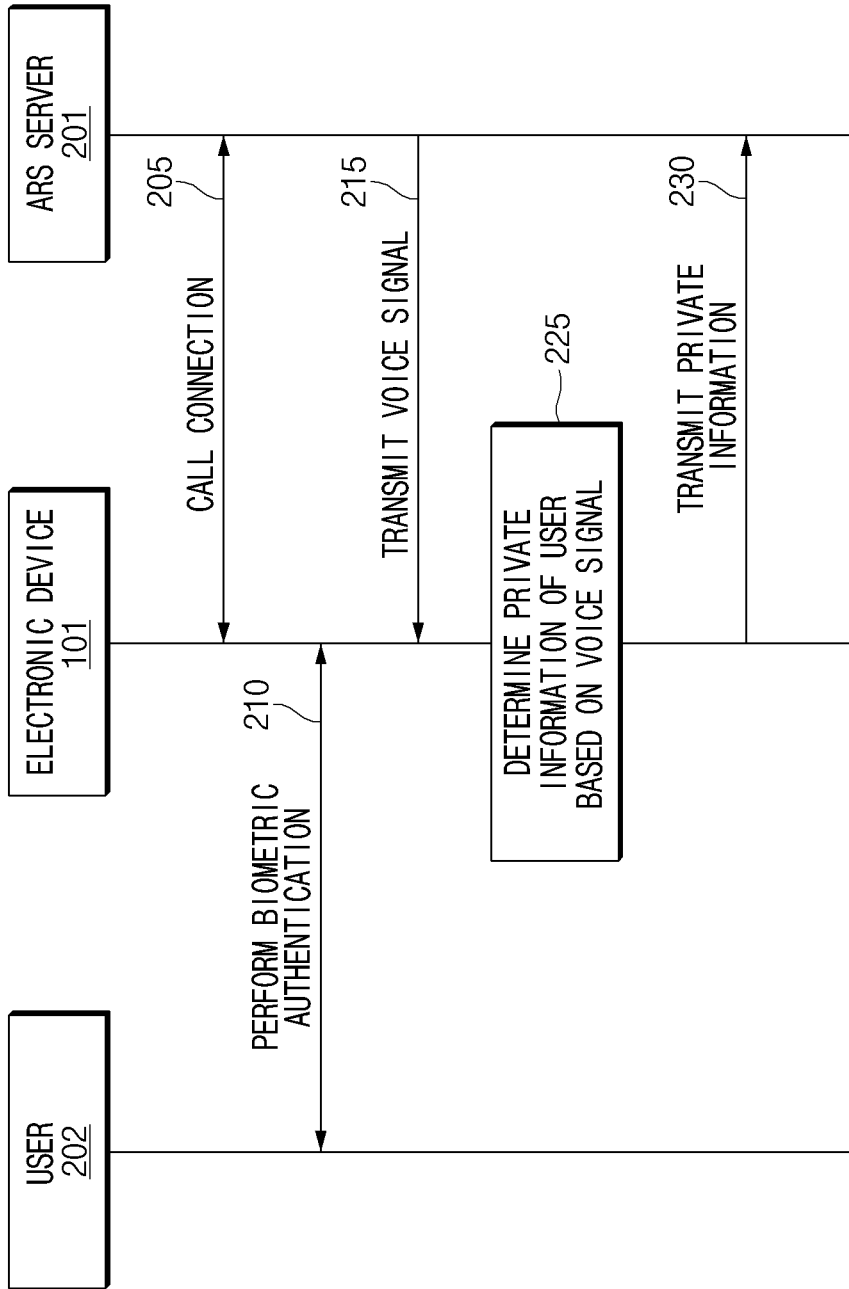 USER
202
ELECTRONIC DEVICE
101
ARS SERVER
201
CALL CONNECTION
205
PERFORM BIOMETRIC
AUTHENTICATION
210
TRANSMIT VOICE SIGNAL
215
DETERMINE PRIVATE
INFORMATION OF USER
BASED ON VOICE SIGNAL
225
TRANSMIT PRIVATE
INFORMATION
230